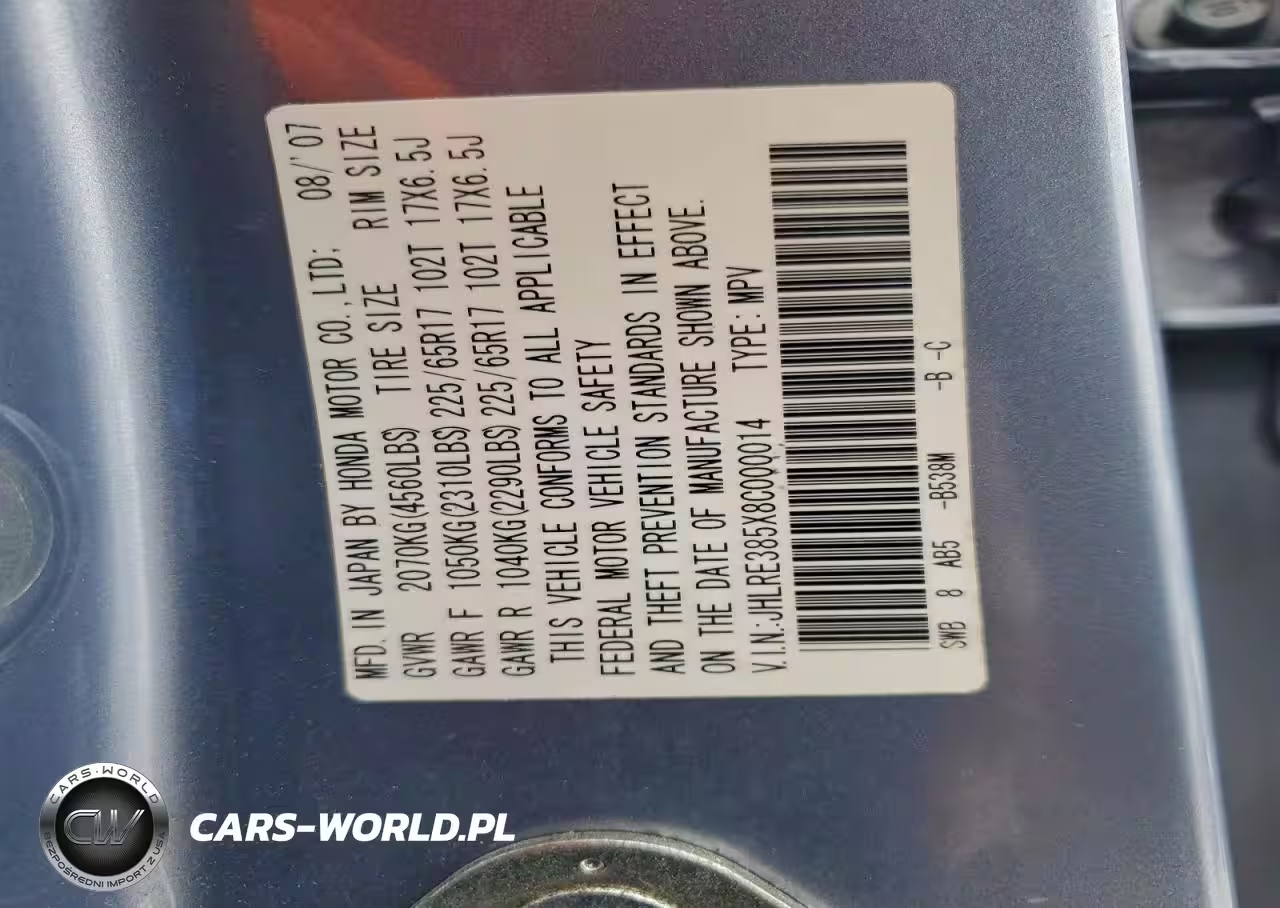 MFD. IN JAPAN BY HONDA MOTOR CO., LTD; 08/'07
GVWR 2070KG(4560LBS) TIRE SIZE RIM SIZE
GAWR F 1050KG(2310LBS) 225/65R17 102T 17X6.5J
GAWR R 1040KG(2290LBS) 225/65R17 102T 17X6.5J
THIS VEHICLE CONFORMS TO ALL APPLICABLE
FEDERAL MOTOR VEHICLE SAFETY
AND THEFT PREVENTION STANDARDS IN EFFECT
ON THE DATE OF MANUFACTURE SHOWN ABOVE.
V.I.N.:JHLRE385X8C000014 TYPE:MPV
SWB 8 AB5 -B538M -B -C
CARS-WORLD
CW
BEZPOŚREDNI IMPORT Z USA
CARS-WORLD.PL